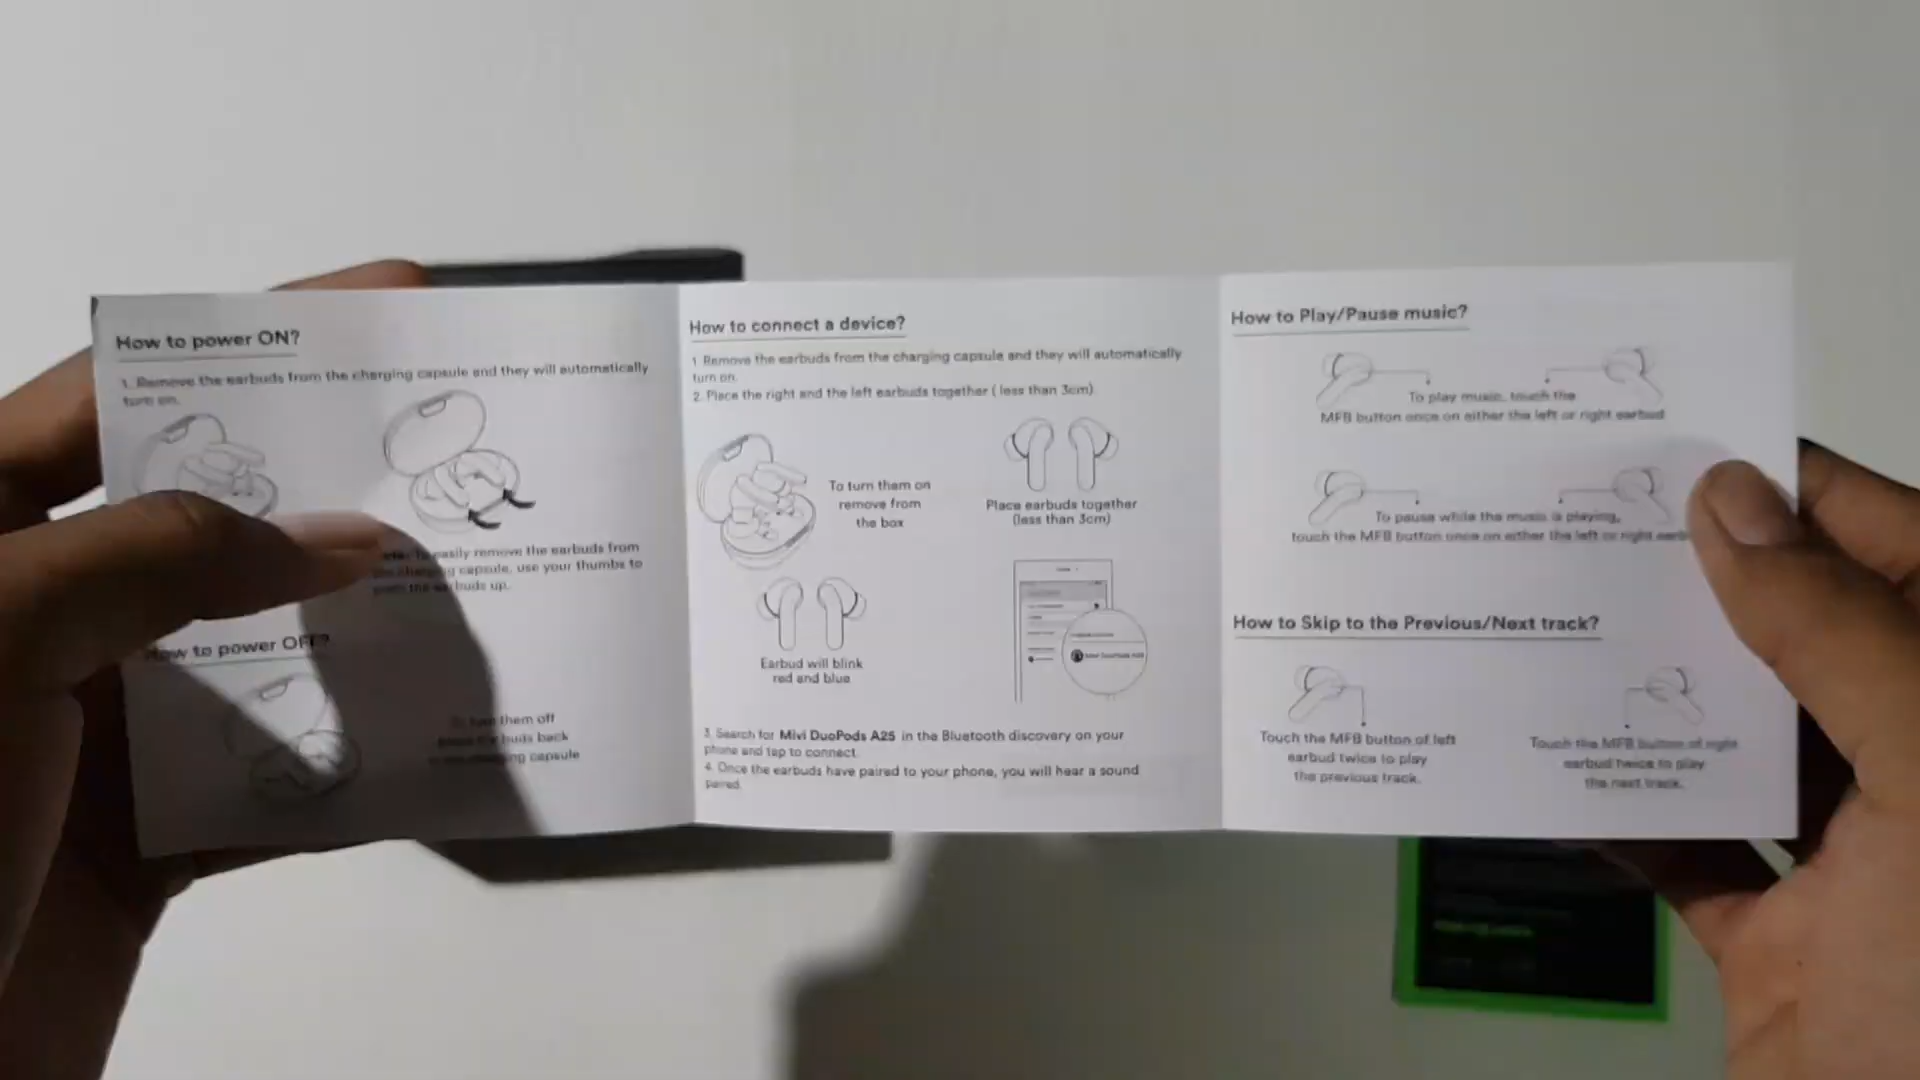 How to power ON?
1. Remove the earbuds from the charging capsule and they will automatically
turn on.
easily remove the earbuds from
charging capsule, use your thumbs to
buds up.
How to power OFF?
them off
buds back
charging capsule
How to connect a device?
1 Remove the earbuds from the charging capsule and they will automatically
turn on.
2. Place the right and the left earbuds together ( less than 3cm)
To turn them on
remove from
the box
Place earbuds together
(less than 3cm)
Earbud will blink
red and blue
3. Search for Mivi DuoPods A25 in the Bluetooth discovery on your
phone and tap to connect.
4. Once the earbuds have paired to your phone, you will hear a sound
paired.
How to Play/Pause music?
To play music, touch the
MFB button once on either the left or right earbud
To pause while the music is playing,
touch the MFB button once on either the left or right
How to Skip to the Previous/Next track?
Touch the MFB button of left
earbud twice to play
the previous track.
Touch the MFB button of right
earbud twice to play
the next track.